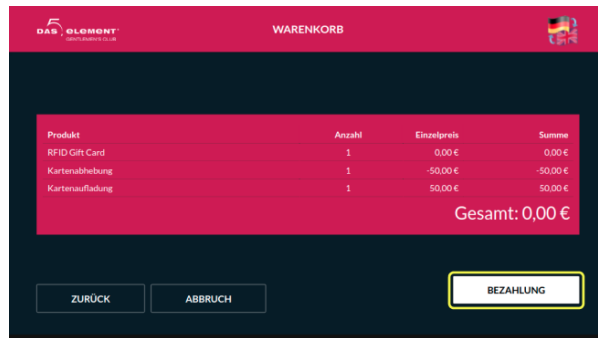 5
DAS element
GENTLEMEN'S CLUB
WARENKORB
Produkt Anzahl Einzelpreis Summe
RFID Gift Card 1 0,00 € 0,00 €
Kartenabhebung 1 -50,00 € -50,00 €
Kartenaufladung 1 50,00 € 50,00 €
Gesamt: 0,00 €
ZURÜCK ABBRUCH BEZAHLUNG